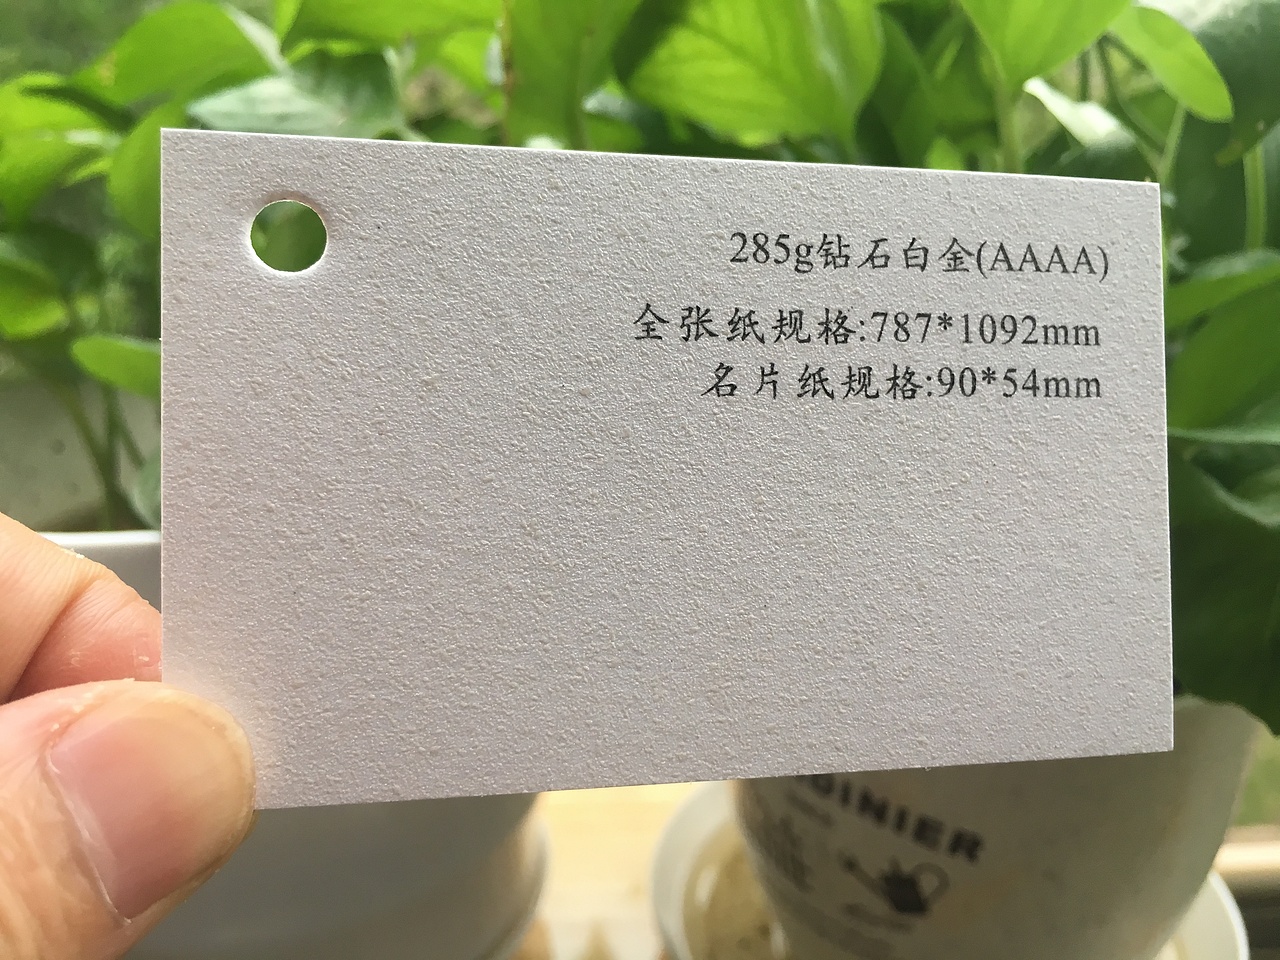 285g钻石白金(AAAA)
全张纸规格:787*1092mm
名片纸规格:90*54mm
DINIER